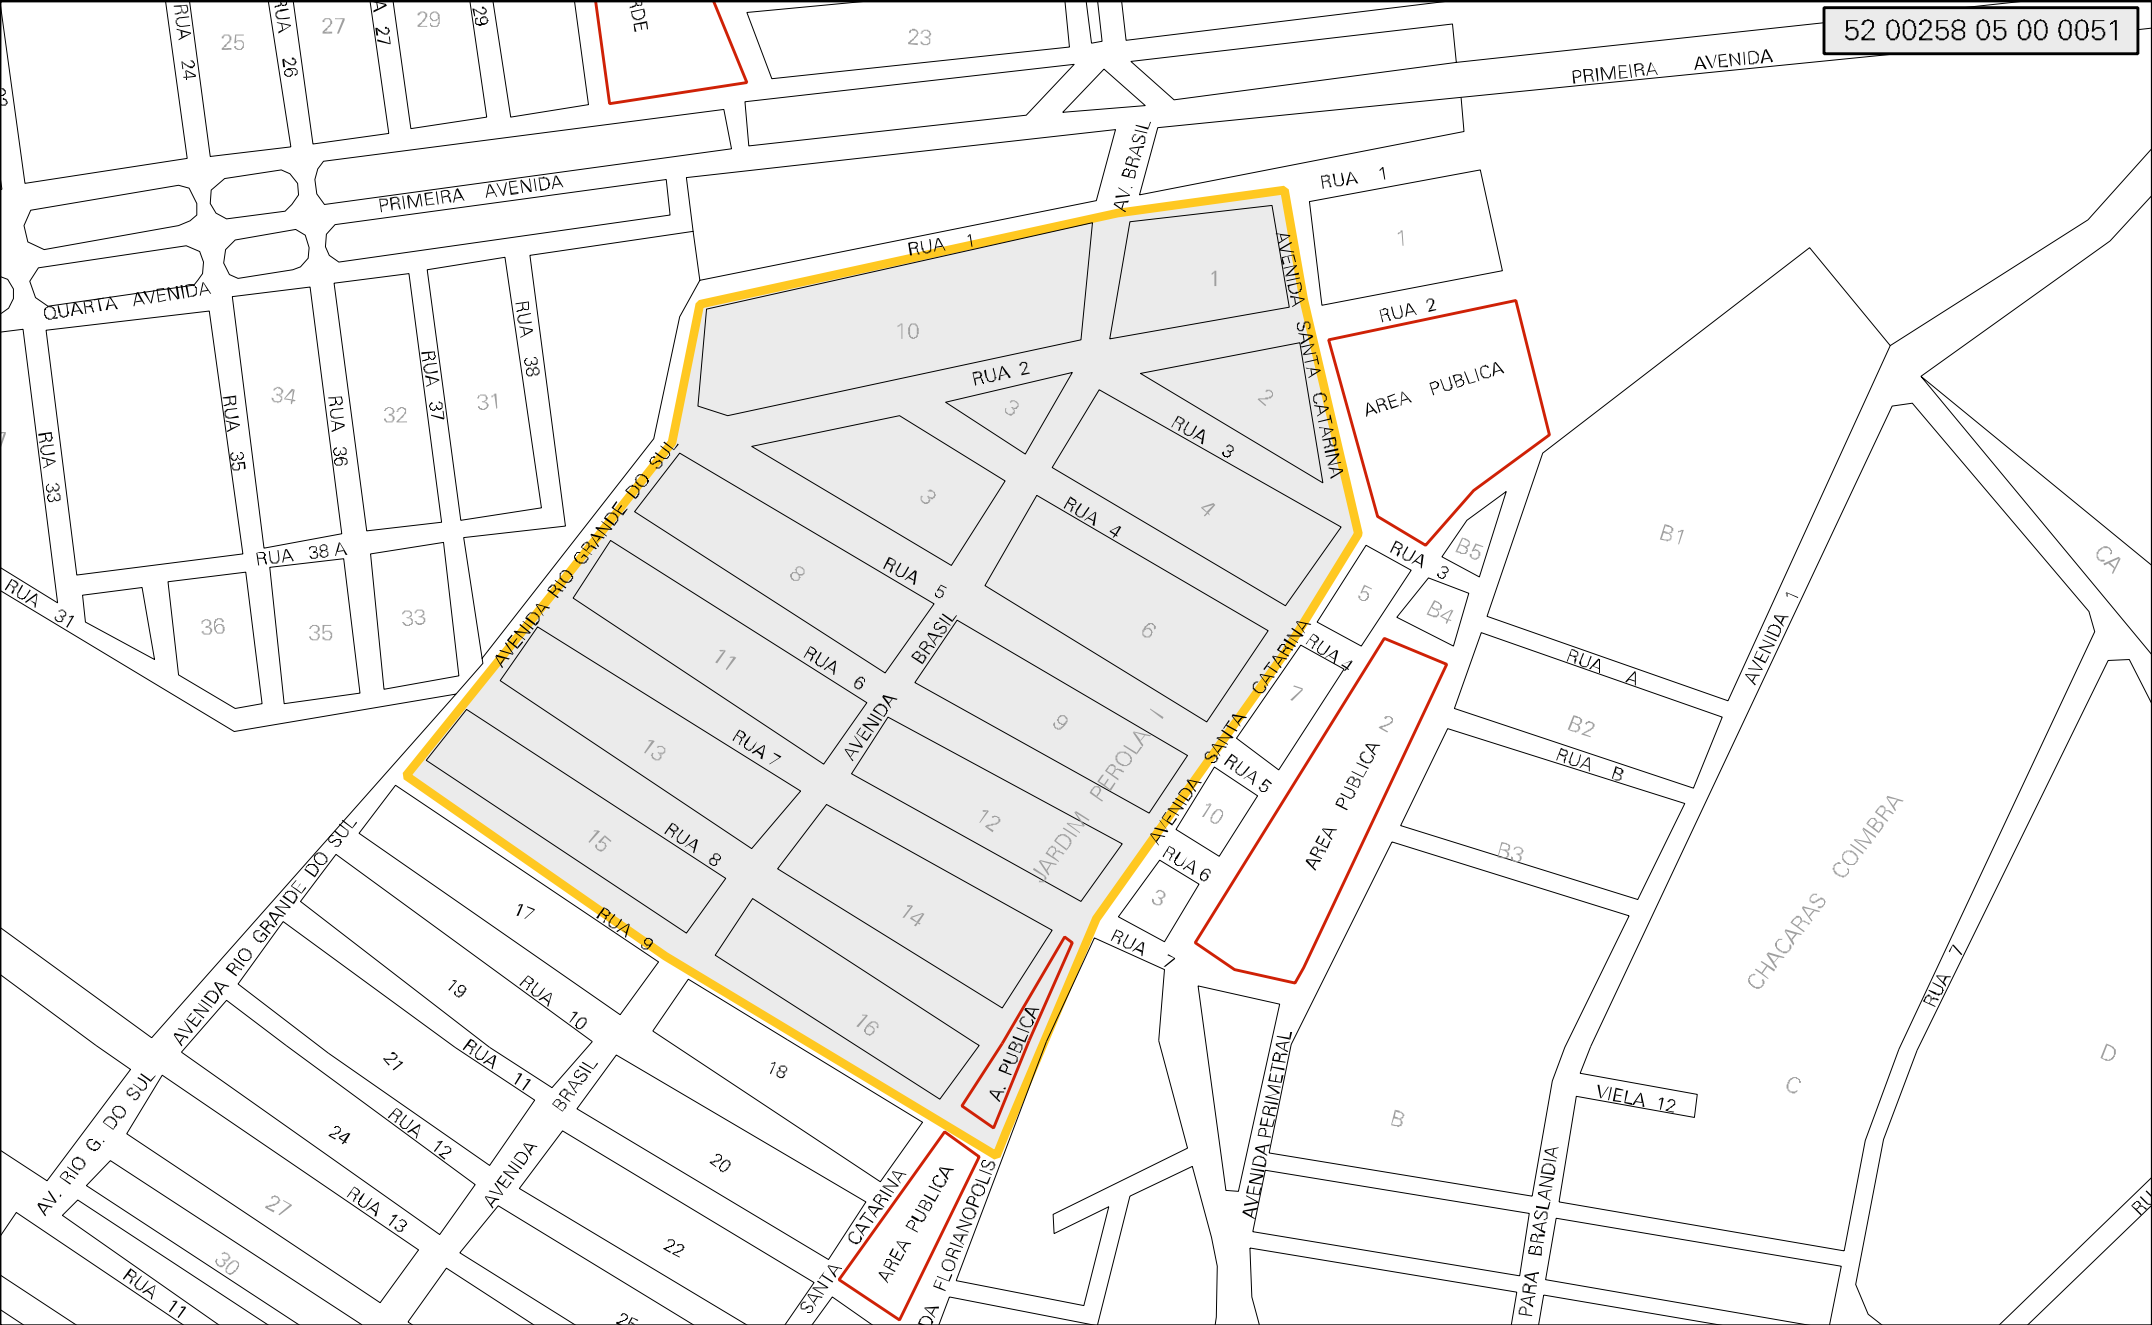 52 00258 05 00 0051
RUA 24
25
RUA 26
27
27
29
29
RDE
23
PRIMEIRA AVENIDA
AV. BRASIL
RUA 1
1
PRIMEIRA AVENIDA
QUARTA AVENIDA
RUA 1
10
1
AVENIDA SANTA CATARINA
RUA 2
AREA PUBLICA
RUA 33
RUA 35
34
RUA 36
32
RUA 37
31
RUA 38
RUA 2
3
2
RUA 3
3
4
RUA 4
AVENIDA RIO GRANDE DO SUL
RUA 38 A
RUA 31
36
35
33
8
RUA 5
6
BRASIL
AVENIDA
11
RUA 6
9
13
RUA 7
12
JARDIM PEROLA I
15
RUA 8
14
16
RUA 9
A. PUBLICA
AVENIDA SANTA CATARINA
RUA 3
5
RUA 4
7
RUA 5
10
RUA 6
3
RUA 7
AREA PUBLICA 2
B5
B4
B1
RUA A
B2
RUA B
B3
AVENIDA 1
CA
CHACARAS COIMBRA
RUA 7
D
C
B
VIELA 12
AVENIDA PERIMETRAL
PARA BRASLANDIA
AVENIDA RIO GRANDE DO SUL
17
19
RUA 10
21
RUA 11
24
RUA 12
RUA 13
27
30
RUA 11
AV. RIO G. DO SUL
BRASIL
AVENIDA
18
20
22
SANTA CATARINA
AREA PUBLICA
DA FLORIANOPOLIS